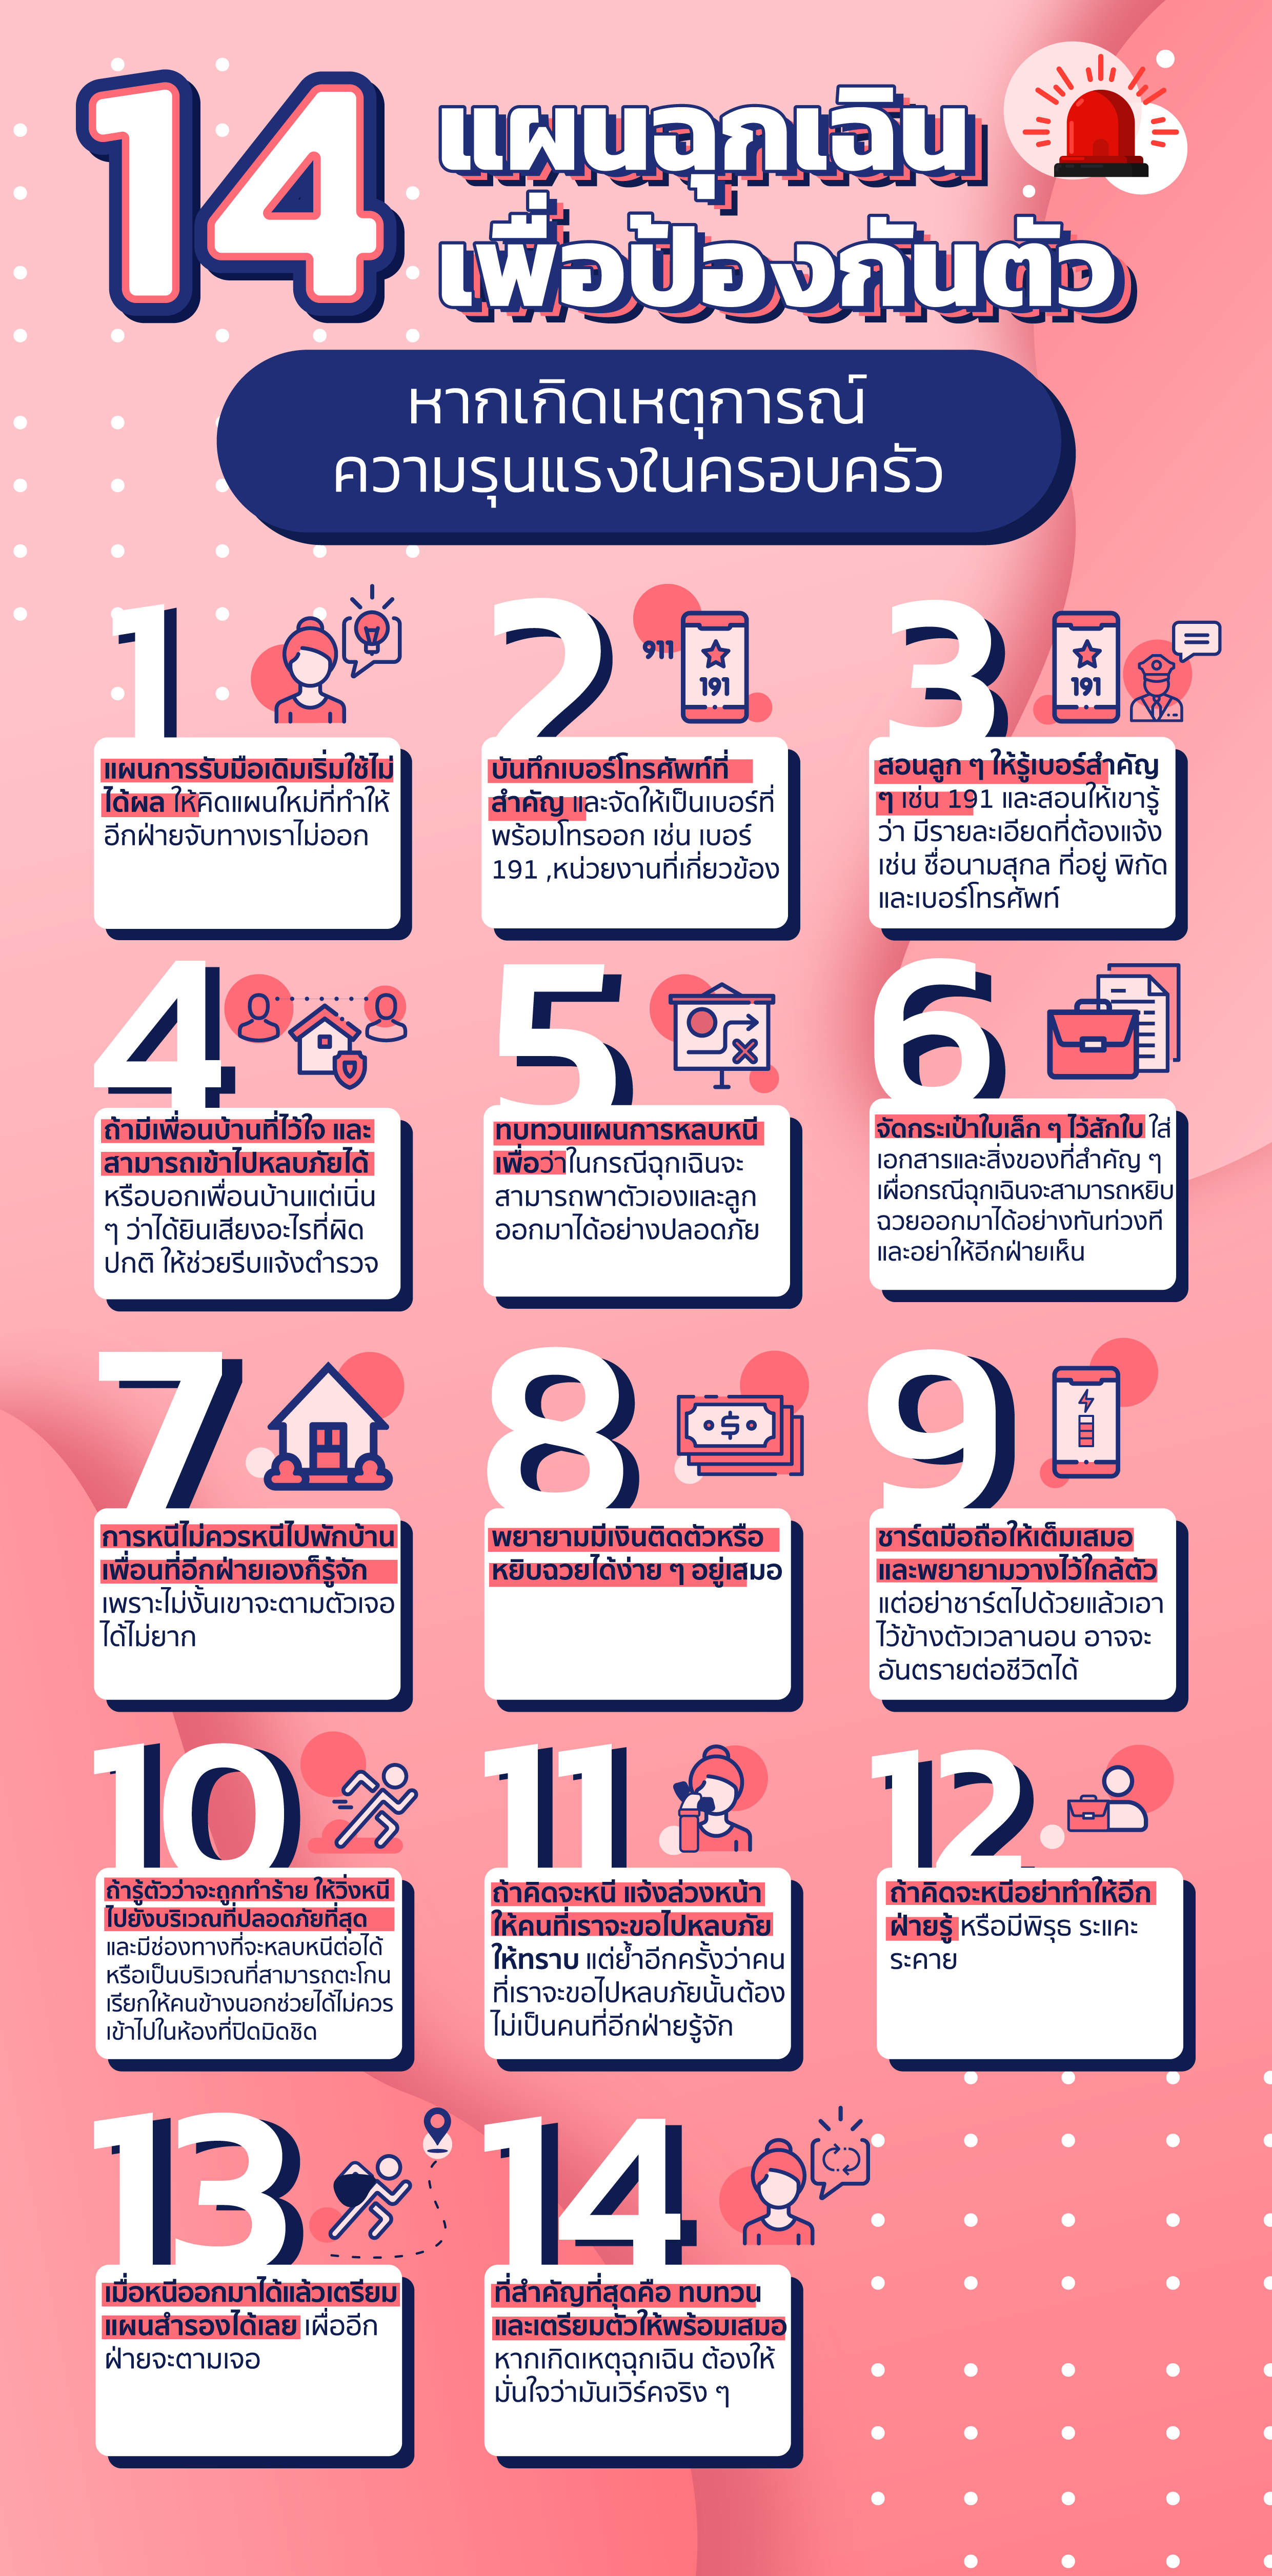 14
แผนฉุกเฉิน
เพื่อป้องกันตัว
หากเกิดเหตุการณ์
ความรุนแรงในครอบครัว
1
แผนการรับมือเดิมเริ่มใช้ไม่
ได้ผล ให้คิดแผนใหม่ที่ทำให้
อีกฝ่ายจับทางเราไม่ออก
2
911
191
บันทึกเบอร์โทรศัพท์ที่
สำคัญ และจัดให้เป็นเบอร์ที่
พร้อมโทรออก เช่น เบอร์
191 ,หน่วยงานที่เกี่ยวข้อง
3
191
สอนลูก ๆ ให้รู้เบอร์สำคัญ
ๆ เช่น 191 และสอนให้เขารู้
ว่า มีรายละเอียดที่ต้องแจ้ง
เช่น ชื่อนามสกุล ที่อยู่ พิกัด
และเบอร์โทรศัพท์
4
ถ้ามีเพื่อนบ้านที่ไว้ใจ และ
สามารถเข้าไปหลบภัยได้
หรือบอกเพื่อนบ้านแต่เนิ่น
ๆ ว่าได้ยินเสียงอะไรที่ผิด
ปกติ ให้ช่วยรีบแจ้งตำรวจ
5
ทบทวนแผนการหลบหนี
เพื่อว่าในกรณีฉุกเฉินจะ
สามารถพาตัวเองและลูก
ออกมาได้อย่างปลอดภัย
6
จัดกระเป๋าใบเล็ก ๆ ไว้สักใบ ใส่
เอกสารและสิ่งของที่สำคัญ ๆ
เผื่อกรณีฉุกเฉินจะสามารถหยิบ
ฉวยออกมาได้อย่างทันท่วงที
และอย่าให้อีกฝ่ายเห็น
7
การหนีไม่ควรหนีไปพักบ้าน
เพื่อนที่อีกฝ่ายเองก็รู้จัก
เพราะไม่งั้นเขาจะตามตัวเจอ
ได้ไม่ยาก
8
$
พยายามมีเงินติดตัวหรือ
หยิบฉวยได้ง่าย ๆ อยู่เสมอ
9
ชาร์ตมือถือให้เต็มเสมอ
และพยายามวางไว้ใกล้ตัว
แต่อย่าชาร์ตไปด้วยแล้วเอา
ไว้ข้างตัวเวลานอน อาจจะ
อันตรายต่อชีวิตได้
10
ถ้ารู้ตัวว่าจะถูกทำร้าย ให้วิ่งหนี
ไปยังบริเวณที่ปลอดภัยที่สุด
และมีช่องทางที่จะหลบหนีต่อได้
หรือเป็นบริเวณที่สามารถตะโกน
เรียกให้คนข้างนอกช่วยได้ไม่ควร
เข้าไปในห้องที่ปิดมิดชิด
11
ถ้าคิดจะหนี แจ้งล่วงหน้า
ให้คนที่เราจะขอไปหลบภัย
ให้ทราบ แต่ย้ำอีกครั้งว่าคน
ที่เราจะขอไปหลบภัยนั้นต้อง
ไม่เป็นคนที่อีกฝ่ายรู้จัก
12
ถ้าคิดจะหนีอย่าทำให้อีก
ฝ่ายรู้ หรือมีพิรุธ ระแคะ
ระคาย
13
เมื่อหนีออกมาได้แล้วเตรียม
แผนสำรองได้เลย เผื่ออีก
ฝ่ายจะตามเจอ
14
ที่สำคัญที่สุดคือ ทบทวน
และเตรียมตัวให้พร้อมเสมอ
หากเกิดเหตุฉุกเฉิน ต้องให้
มั่นใจว่ามันเวิร์คจริง ๆ